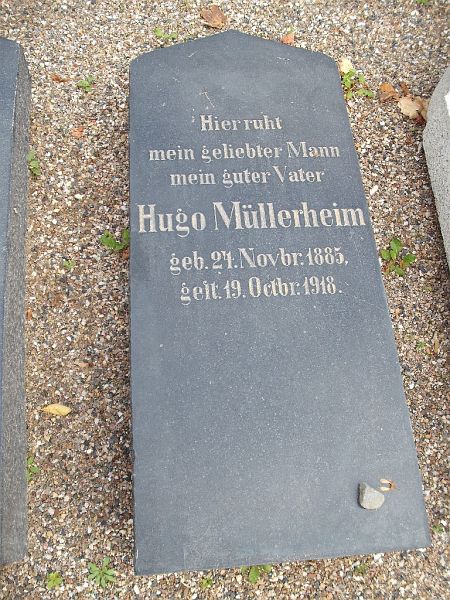 Hier ruht
mein geliebter Mann
mein guter Vater
Hugo Müllerheim
geb. 24. Novbr. 1885,
gest. 19. Octbr. 1918.